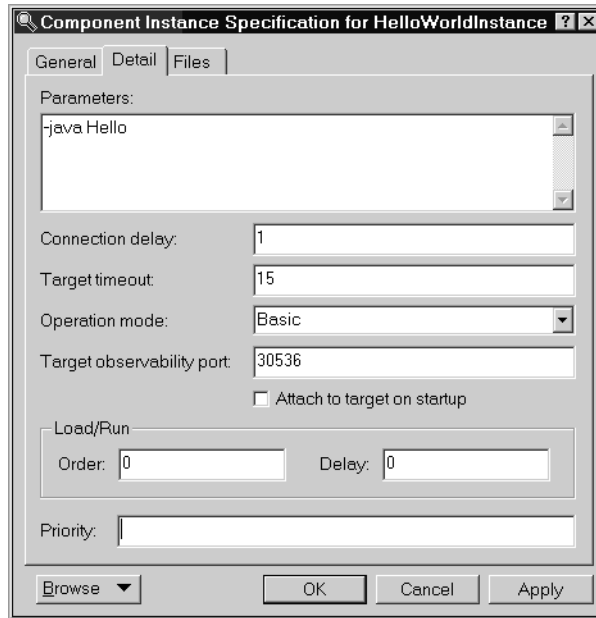 Component Instance Specification for HelloWorldInstance
General Detail Files
Parameters:
-java Hello
Connection delay: 1
Target timeout: 15
Operation mode: Basic
Target observability port: 30536
Attach to target on startup
Load/Run
Order: 0 Delay: 0
Priority:
Browse OK Cancel Apply